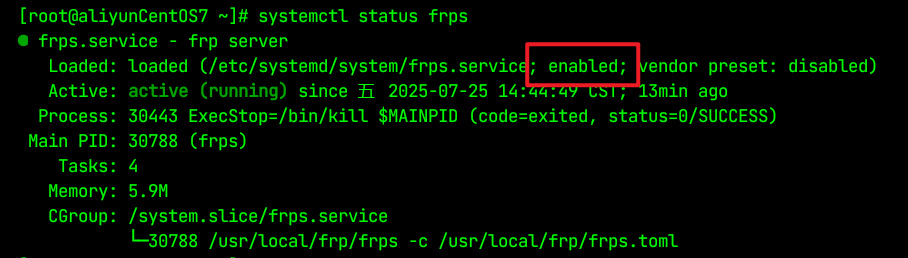 [root@aliyunCentOS7 ~]# systemctl status frps
● frps.service - frp server
Loaded: loaded (/etc/systemd/system/frps.service; enabled; vendor preset: disabled)
Active: active (running) since 五 2025-07-25 14:44:49 CST; 13min ago
Process: 30443 ExecStop=/bin/kill $MAINPID (code=exited, status=0/SUCCESS)
Main PID: 30788 (frps)
Tasks: 4
Memory: 5.9M
CGroup: /system.slice/frps.service
└─30788 /usr/local/frp/frps -c /usr/local/frp/frps.toml